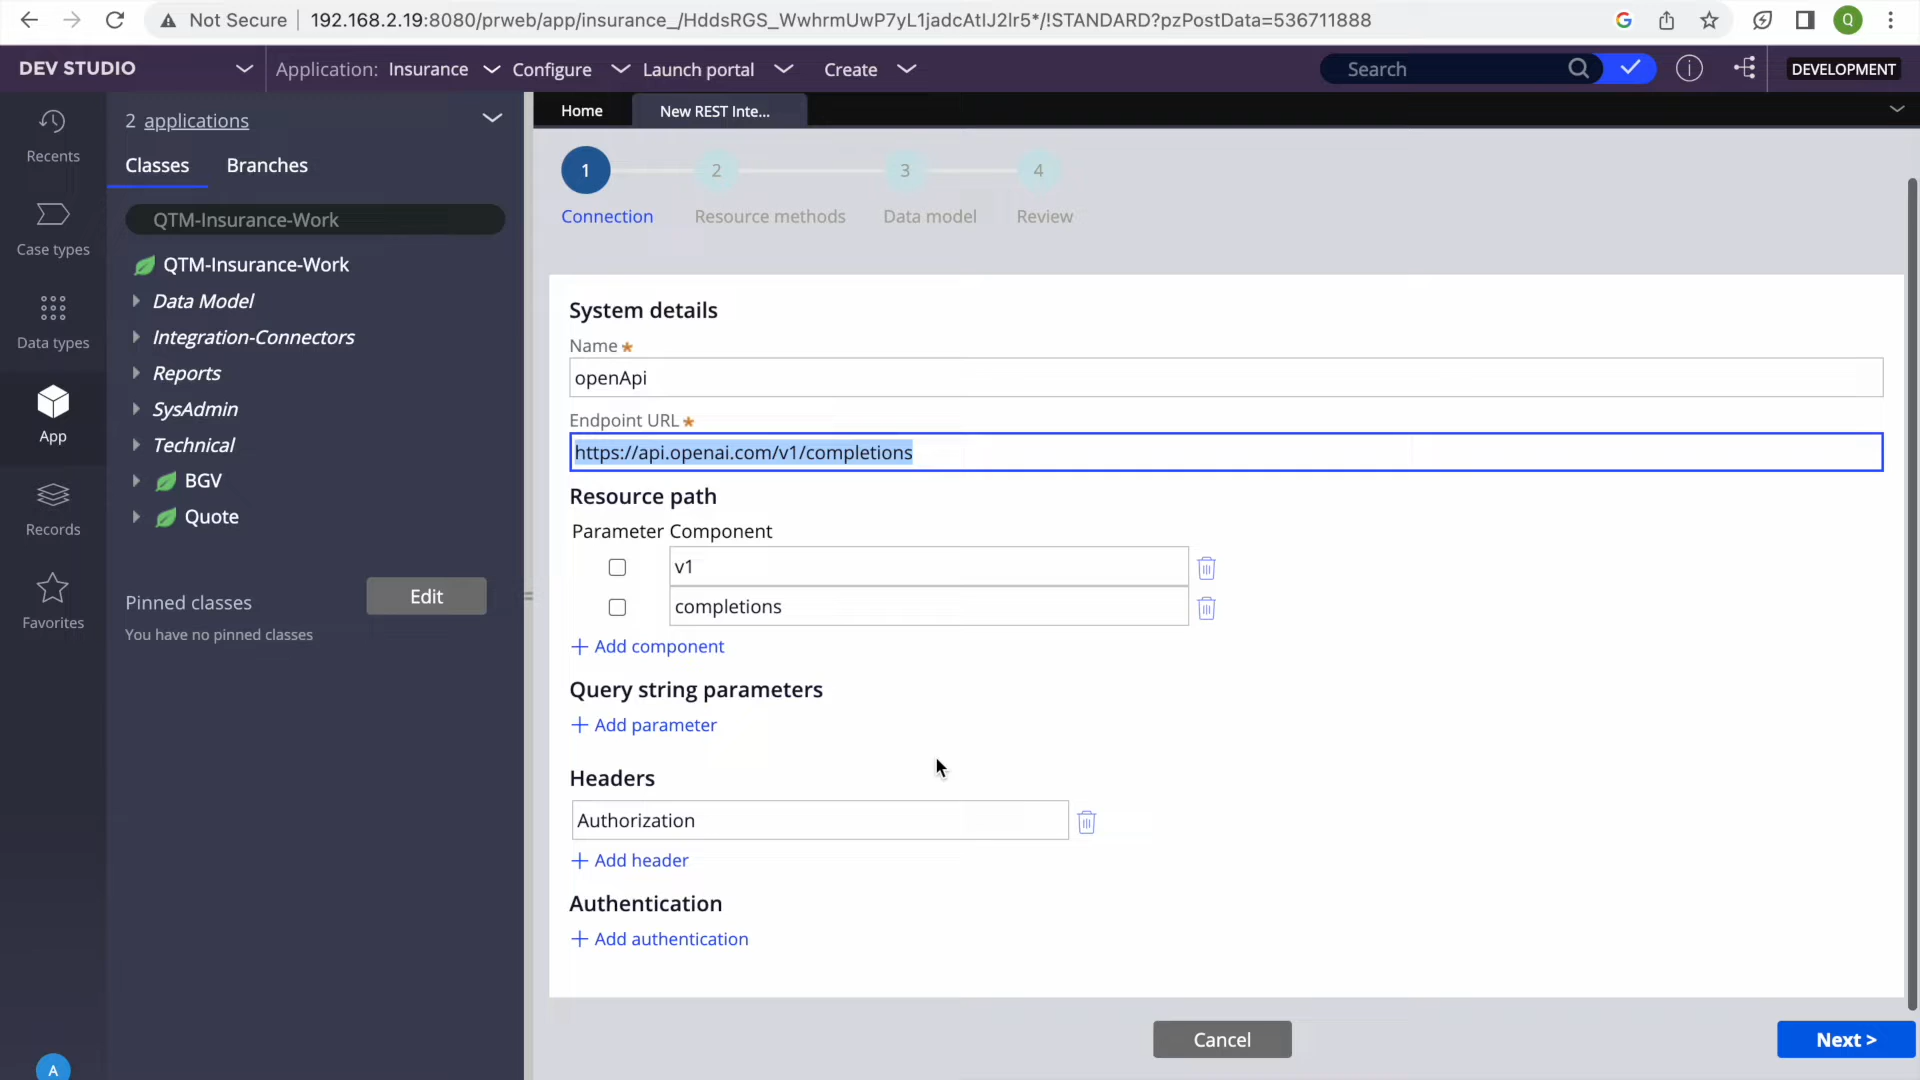 Not Secure
192.168.2.19:8080/prweb/app/insurance_/HddsRGS_WwhrmUwP7yL1jadcAtIJ2Ir5*/!STANDARD?pzPostData=536711888
Q
DEV STUDIO
Application: Insurance
Configure
Launch portal
Create
Search
DEVELOPMENT
Recents
Case types
Data types
App
Records
Favorites
A
2 applications
Classes
Branches
QTM-Insurance-Work
QTM-Insurance-Work
Data Model
Integration-Connectors
Reports
SysAdmin
Technical
BGV
Quote
Pinned classes
Edit
You have no pinned classes
Home
New REST Inte...
1
2
3
4
Connection
Resource methods
Data model
Review
System details
Name
openApi
Endpoint URL
https://api.openai.com/v1/completions
Resource path
Parameter Component
v1
completions
+ Add component
Query string parameters
+ Add parameter
Headers
Authorization
+ Add header
Authentication
+ Add authentication
Cancel
Next >